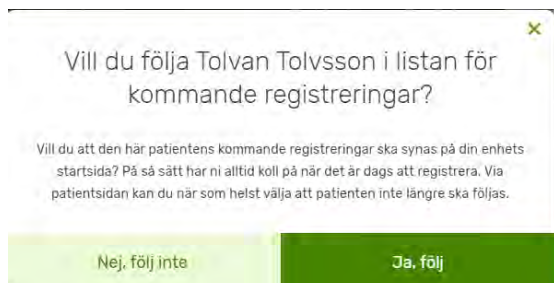 Vill du följa Tolvan Tolvsson i listan för
kommande registreringar?
Vill du att den här patientens kommande registreringar ska synas på din enhets
startsida? På så sätt har ni alltid koll på när det är dags att registrera. Via
patientsidan kan du när som helst välja att patienten inte längre ska följas.
Nej, följ inte
Ja, följ